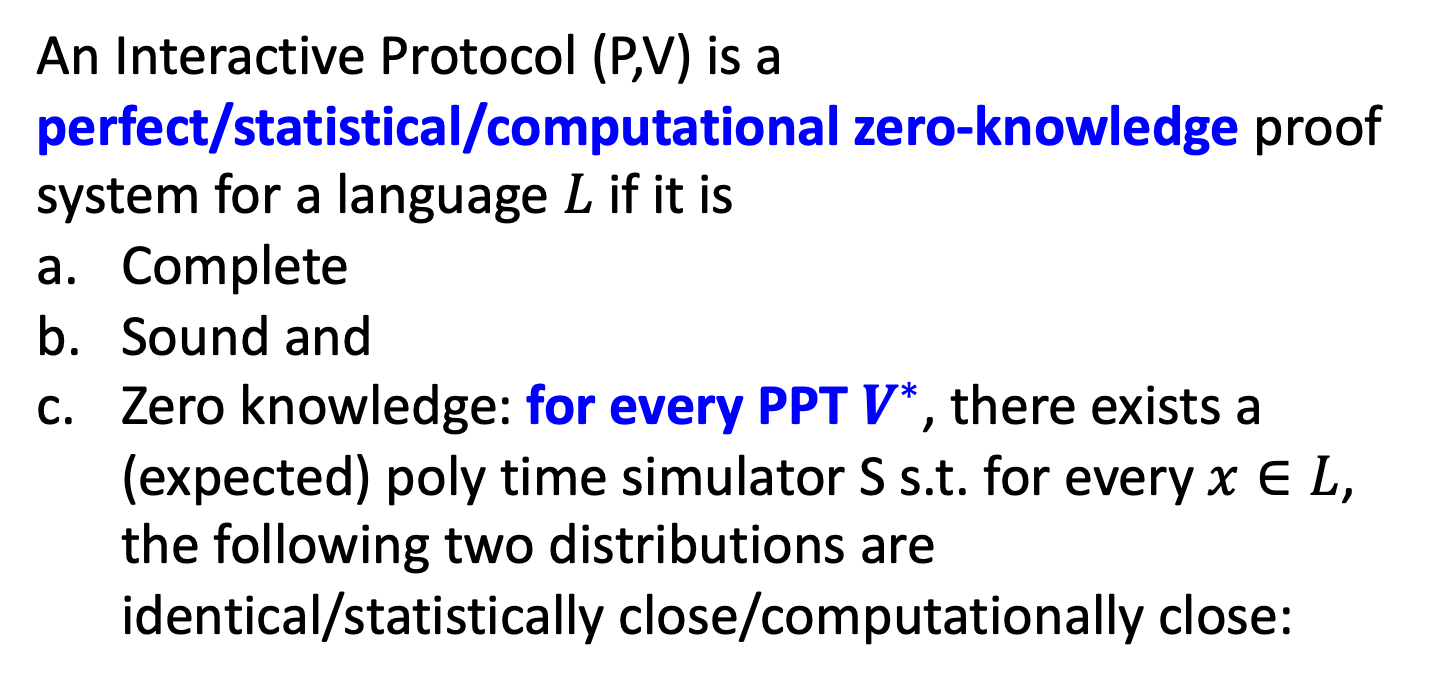 An Interactive Protocol (P,V) is a
perfect/statistical/computational zero-knowledge proof
system for a language L if it is
a. Complete
b. Sound and
c. Zero knowledge: for every PPT V*, there exists a
(expected) poly time simulator S s.t. for every x ∈ L,
the following two distributions are
identical/statistically close/computationally close: